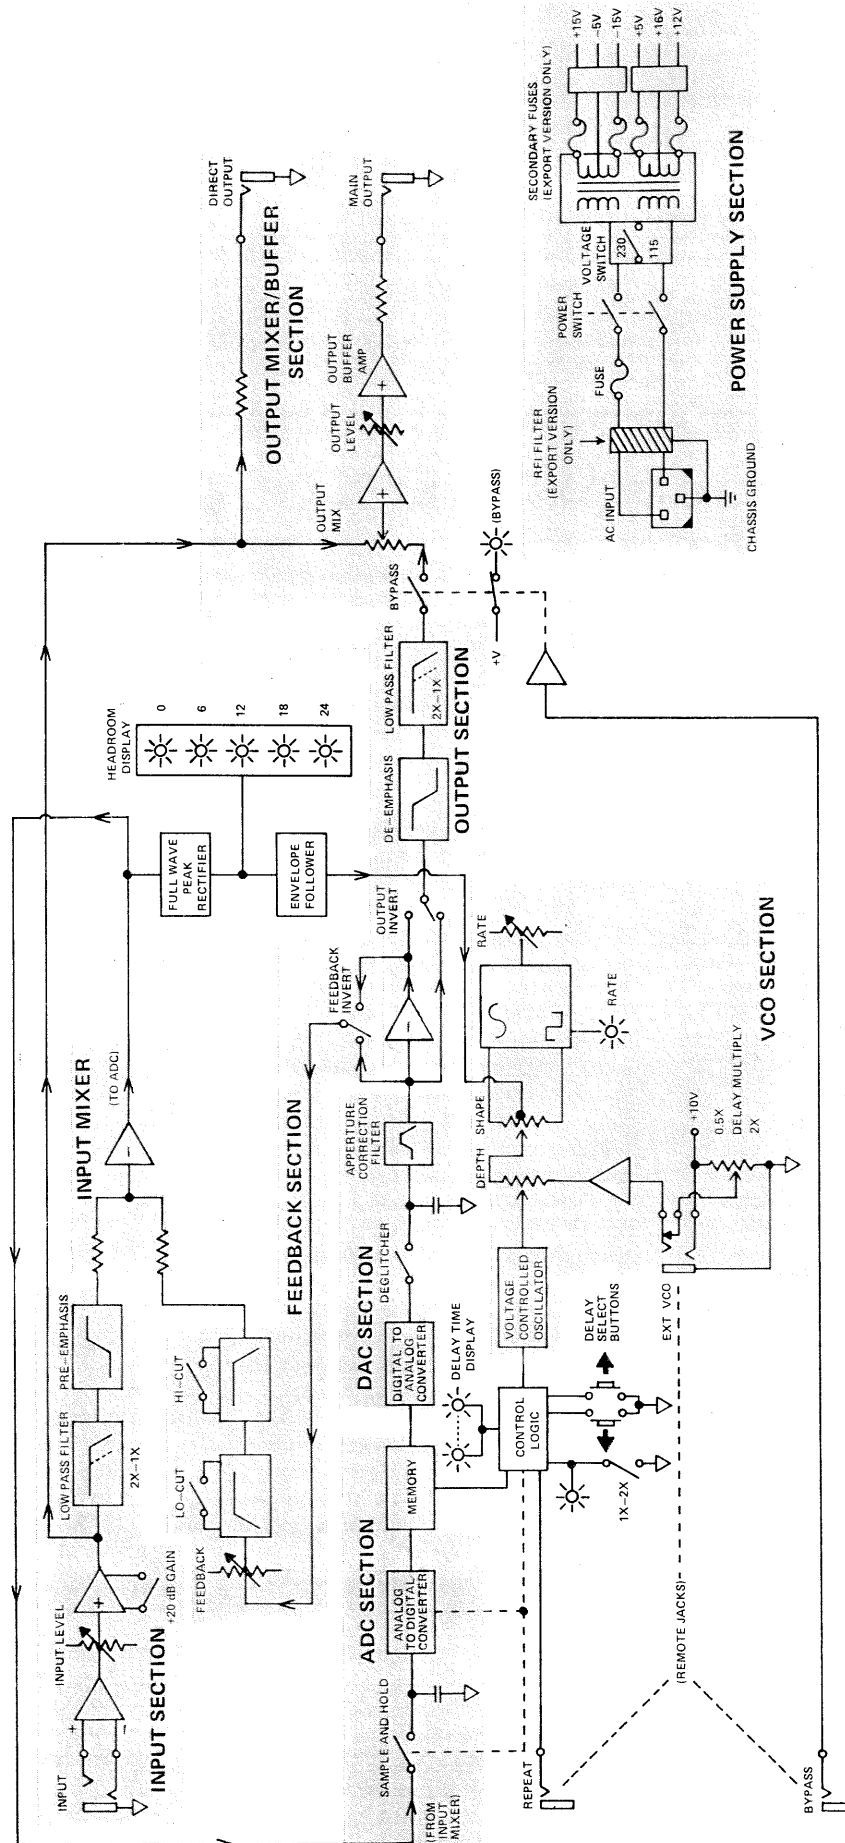 INPUT
+
−
INPUT LEVEL
INPUT SECTION
+
+20 dB GAIN
LOW PASS FILTER
2X−1X
PRE−EMPHASIS
INPUT MIXER
−
(TO ADC)
FEEDBACK
LO−CUT
HI−CUT
FEEDBACK SECTION
FULL WAVE
PEAK
RECTIFIER
ENVELOPE
FOLLOWER
HEADROOM
DISPLAY
0
6
12
18
24
DIRECT
OUTPUT
OUTPUT MIXER/BUFFER
SECTION
OUTPUT
MIX
+
OUTPUT
LEVEL
OUTPUT
BUFFER
AMP
+
MAIN
OUTPUT
(FROM
INPUT
MIXER)
SAMPLE AND HOLD
ADC SECTION
ANALOG
TO DIGITAL
CONVERTER
MEMORY
DAC SECTION
DIGITAL TO
ANALOG
CONVERTER
DEGLITCHER
APPERTURE
CORRECTION
FILTER
−
FEEDBACK
INVERT
OUTPUT
INVERT
DE−EMPHASIS
LOW PASS FILTER
2X−1X
OUTPUT SECTION
BYPASS
+V
(BYPASS)
DELAY TIME
DISPLAY
CONTROL
LOGIC
1X−2X
DELAY
SELECT
BUTTONS
VOLTAGE
CONTROLLED
OSCILLATOR
DEPTH
SHAPE
RATE
RATE
VCO SECTION
EXT VCO
+10V
0.5X
DELAY MULTIPLY
2X
REPEAT
(REMOTE JACKS)
BYPASS
AC INPUT
CHASSIS GROUND
RFI FILTER
(EXPORT VERSION
ONLY)
FUSE
POWER
SWITCH
VOLTAGE
SWITCH
230
115
SECONDARY FUSES
(EXPORT VERSION ONLY)
+15V
−5V
−15V
+5V
+16V
+12V
POWER SUPPLY SECTION